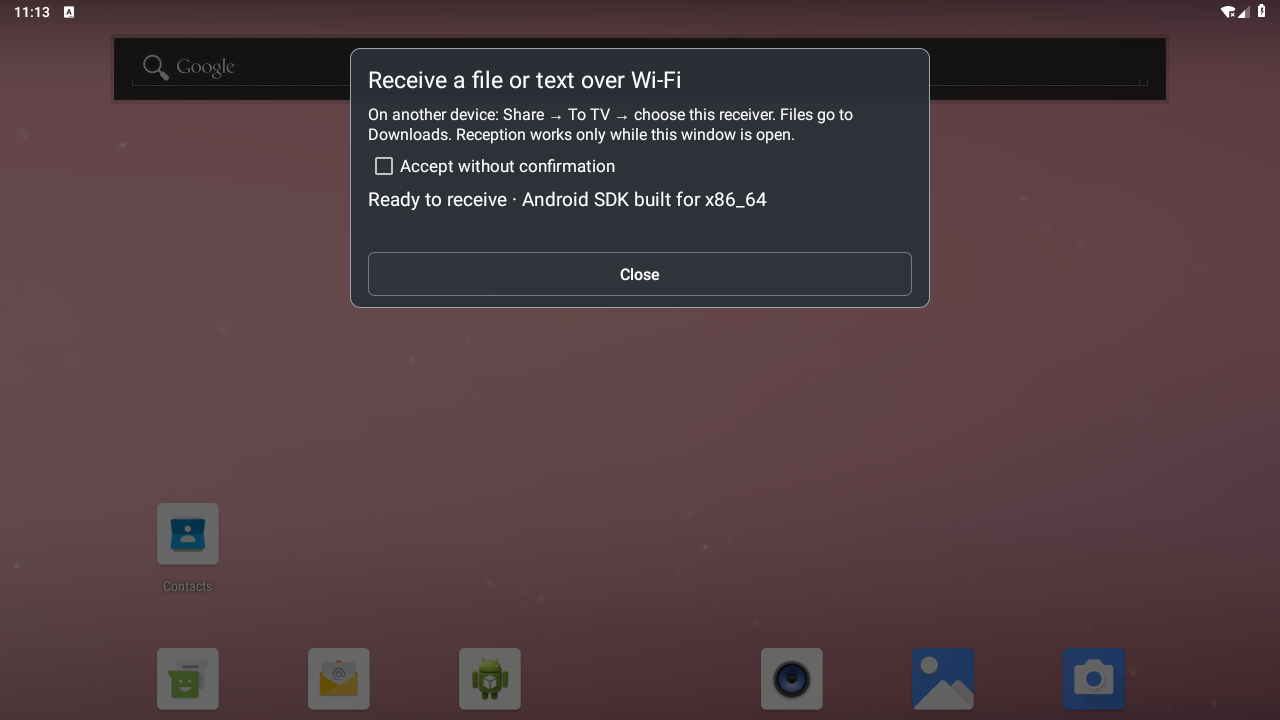 11:13
Google
Receive a file or text over Wi-Fi
On another device: Share → To TV → choose this receiver. Files go to
Downloads. Reception works only while this window is open.
Accept without confirmation
Ready to receive · Android SDK built for x86_64
Close
Contacts